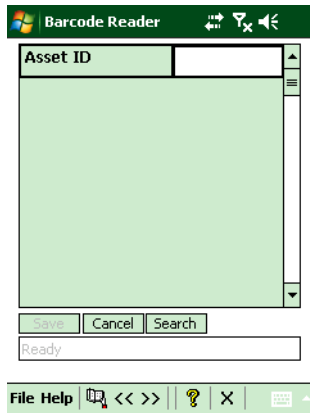 Barcode Reader
Asset ID
Save Cancel Search
Ready
File Help << >> ? X